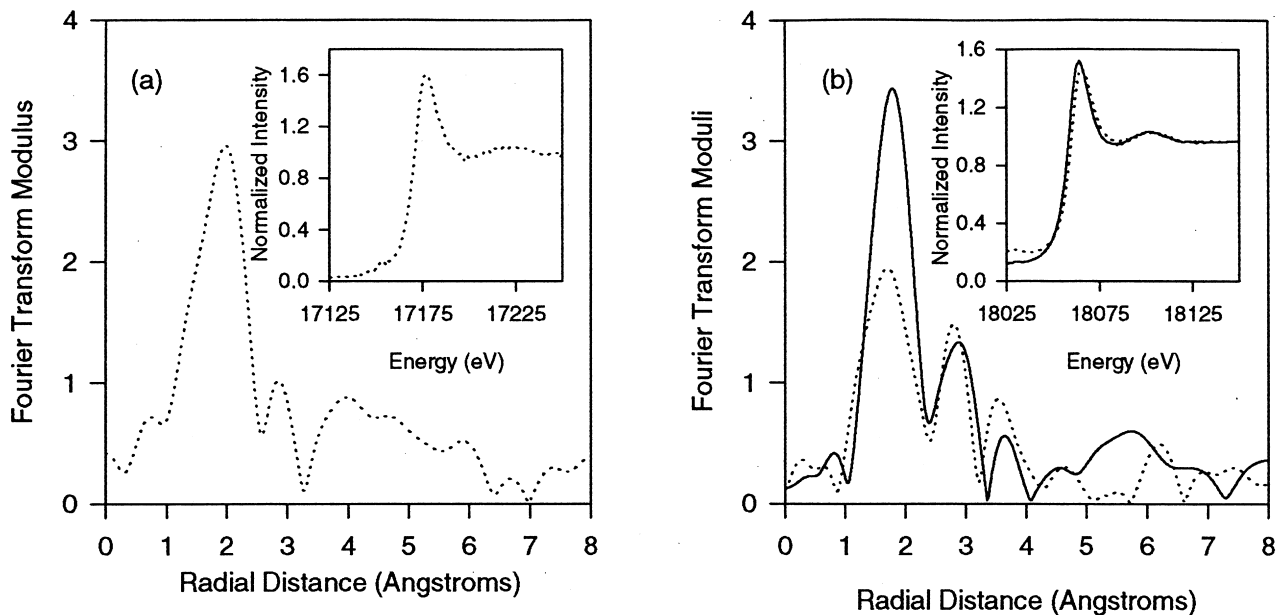 (a)
Fourier Transform Modulus
4
3
2
1
0
0 1 2 3 4 5 6 7 8
Radial Distance (Angstroms)
Normalized Intensity
1.6
1.2
0.8
0.4
0.0
17125 17175 17225
Energy (eV)
(b)
Fourier Transform Moduli
4
3
2
1
0
0 1 2 3 4 5 6 7 8
Radial Distance (Angstroms)
Normalized Intensity
1.6
1.2
0.8
0.4
0.0
18025 18075 18125
Energy (eV)